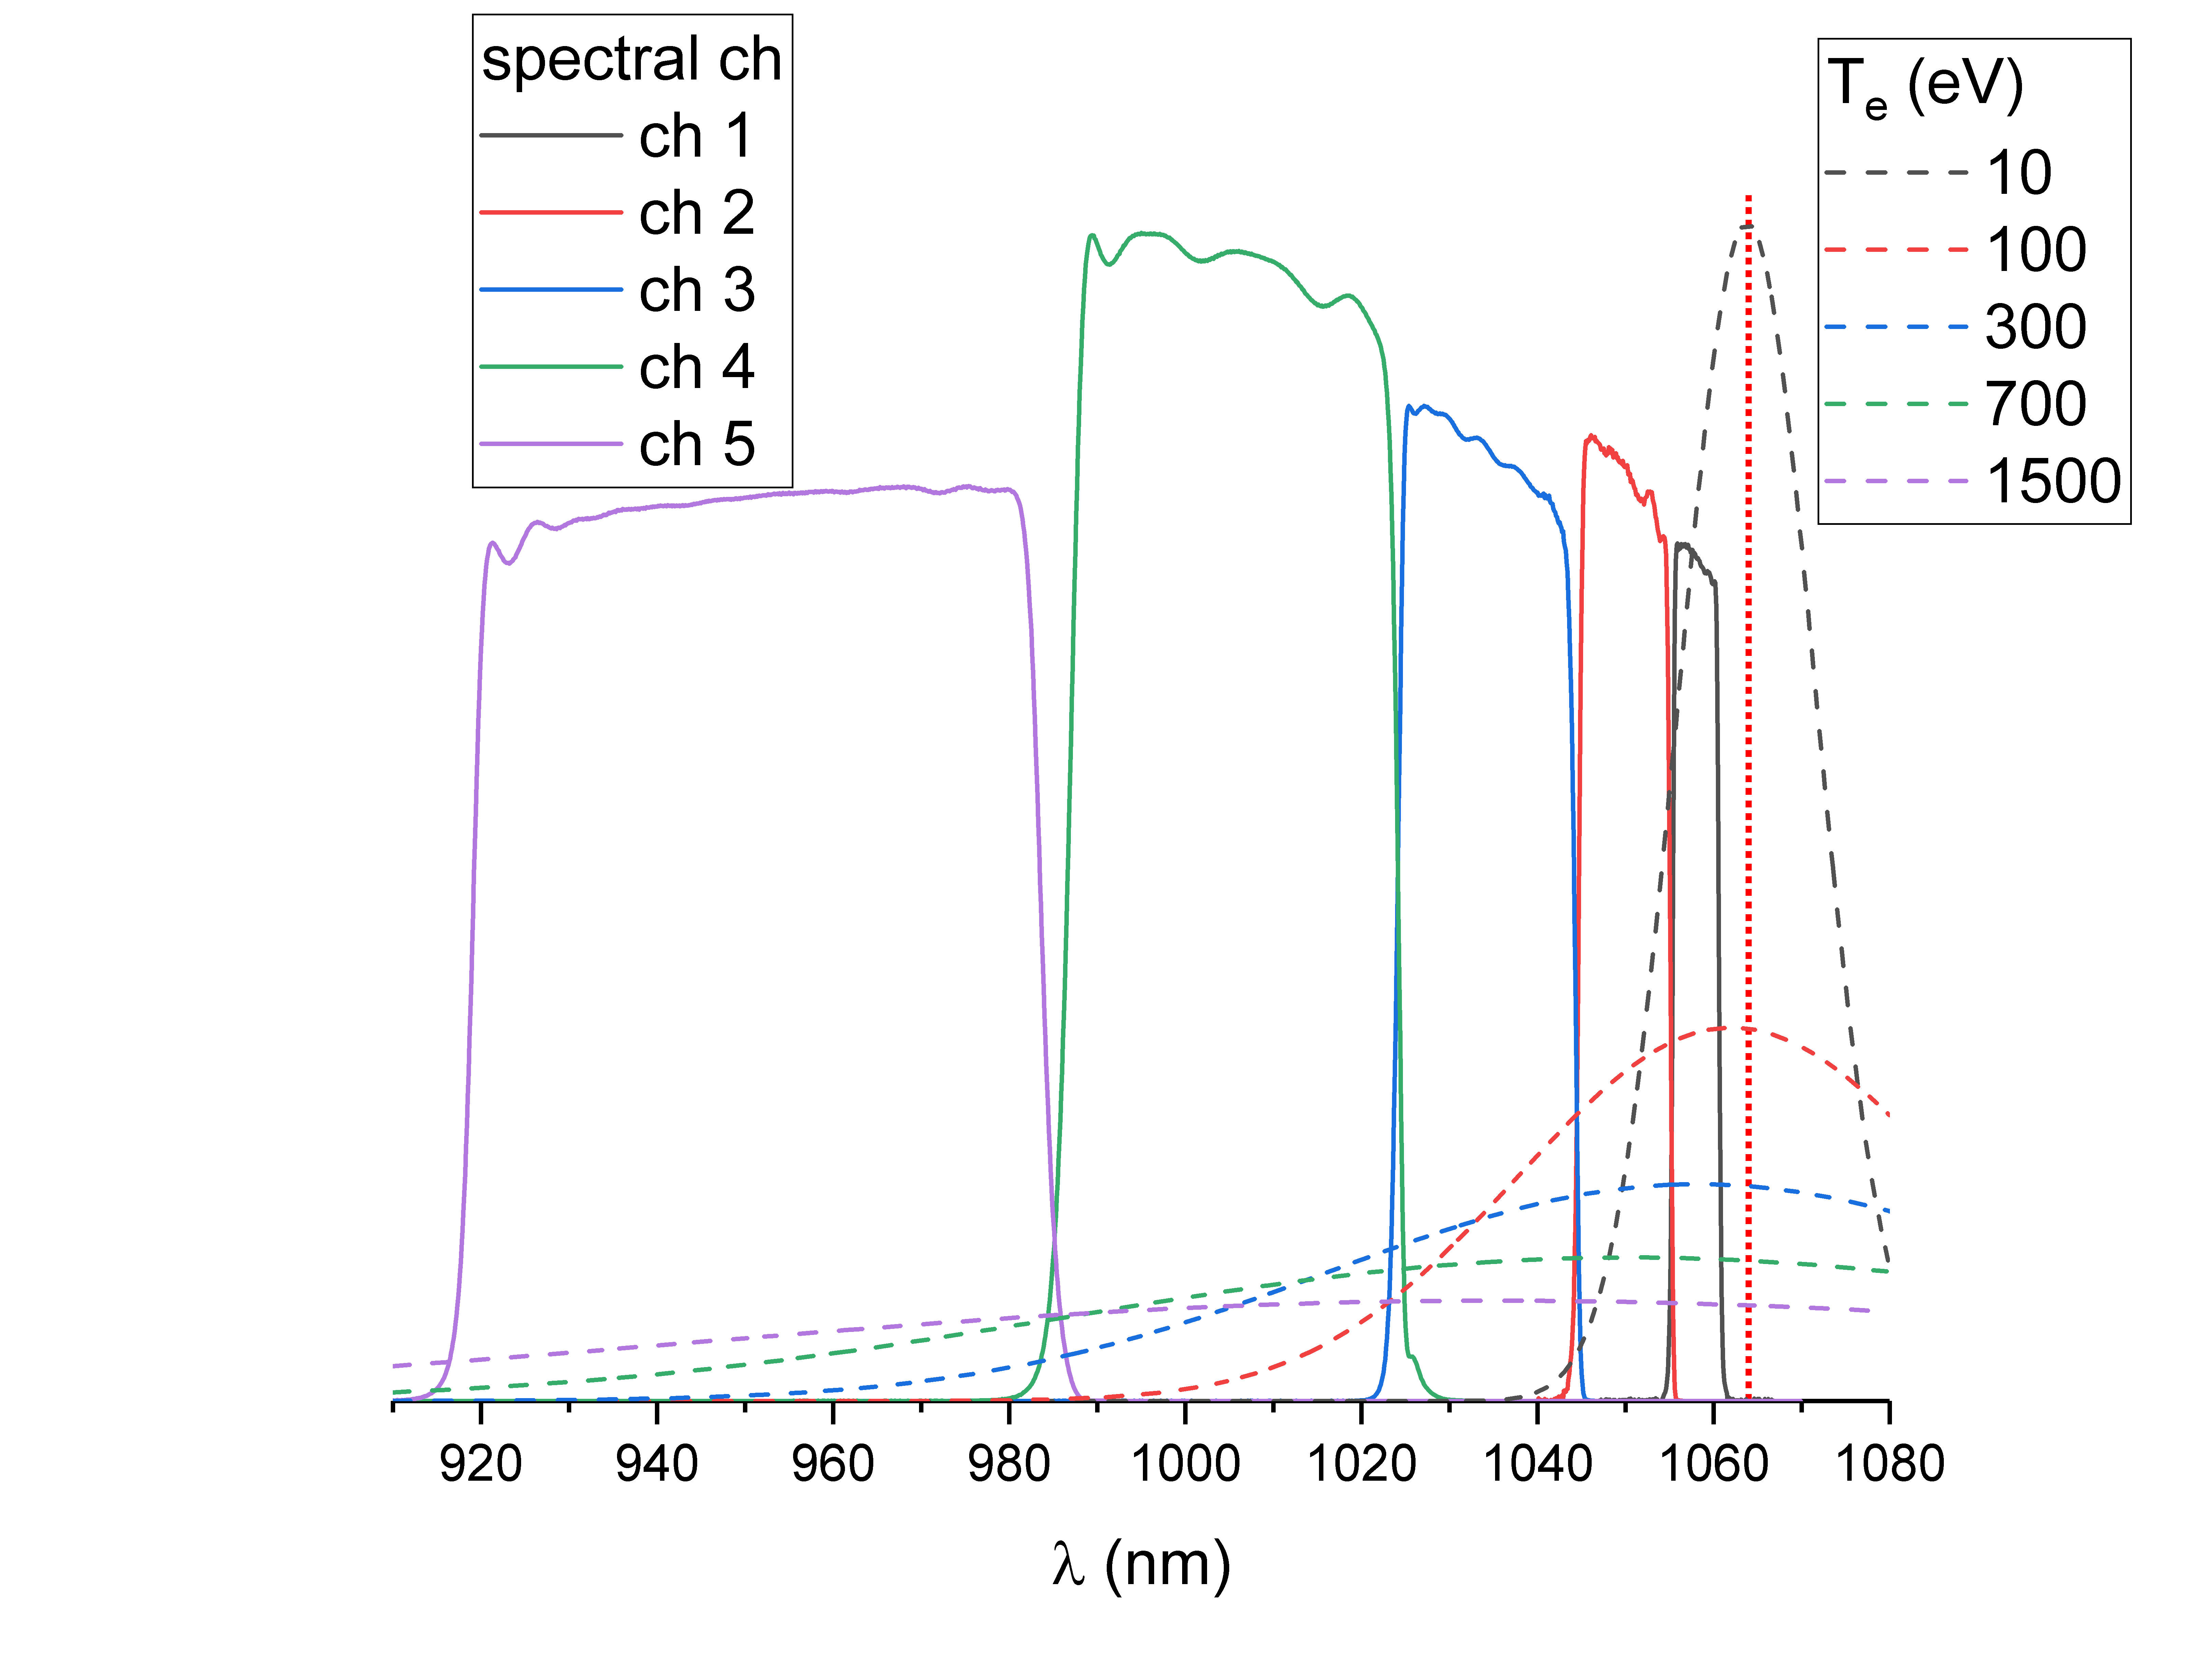 spectral ch
ch 1
ch 2
ch 3
ch 4
ch 5
Te (eV)
10
100
300
700
1500
920 940 960 980 1000 1020 1040 1060 1080
λ (nm)